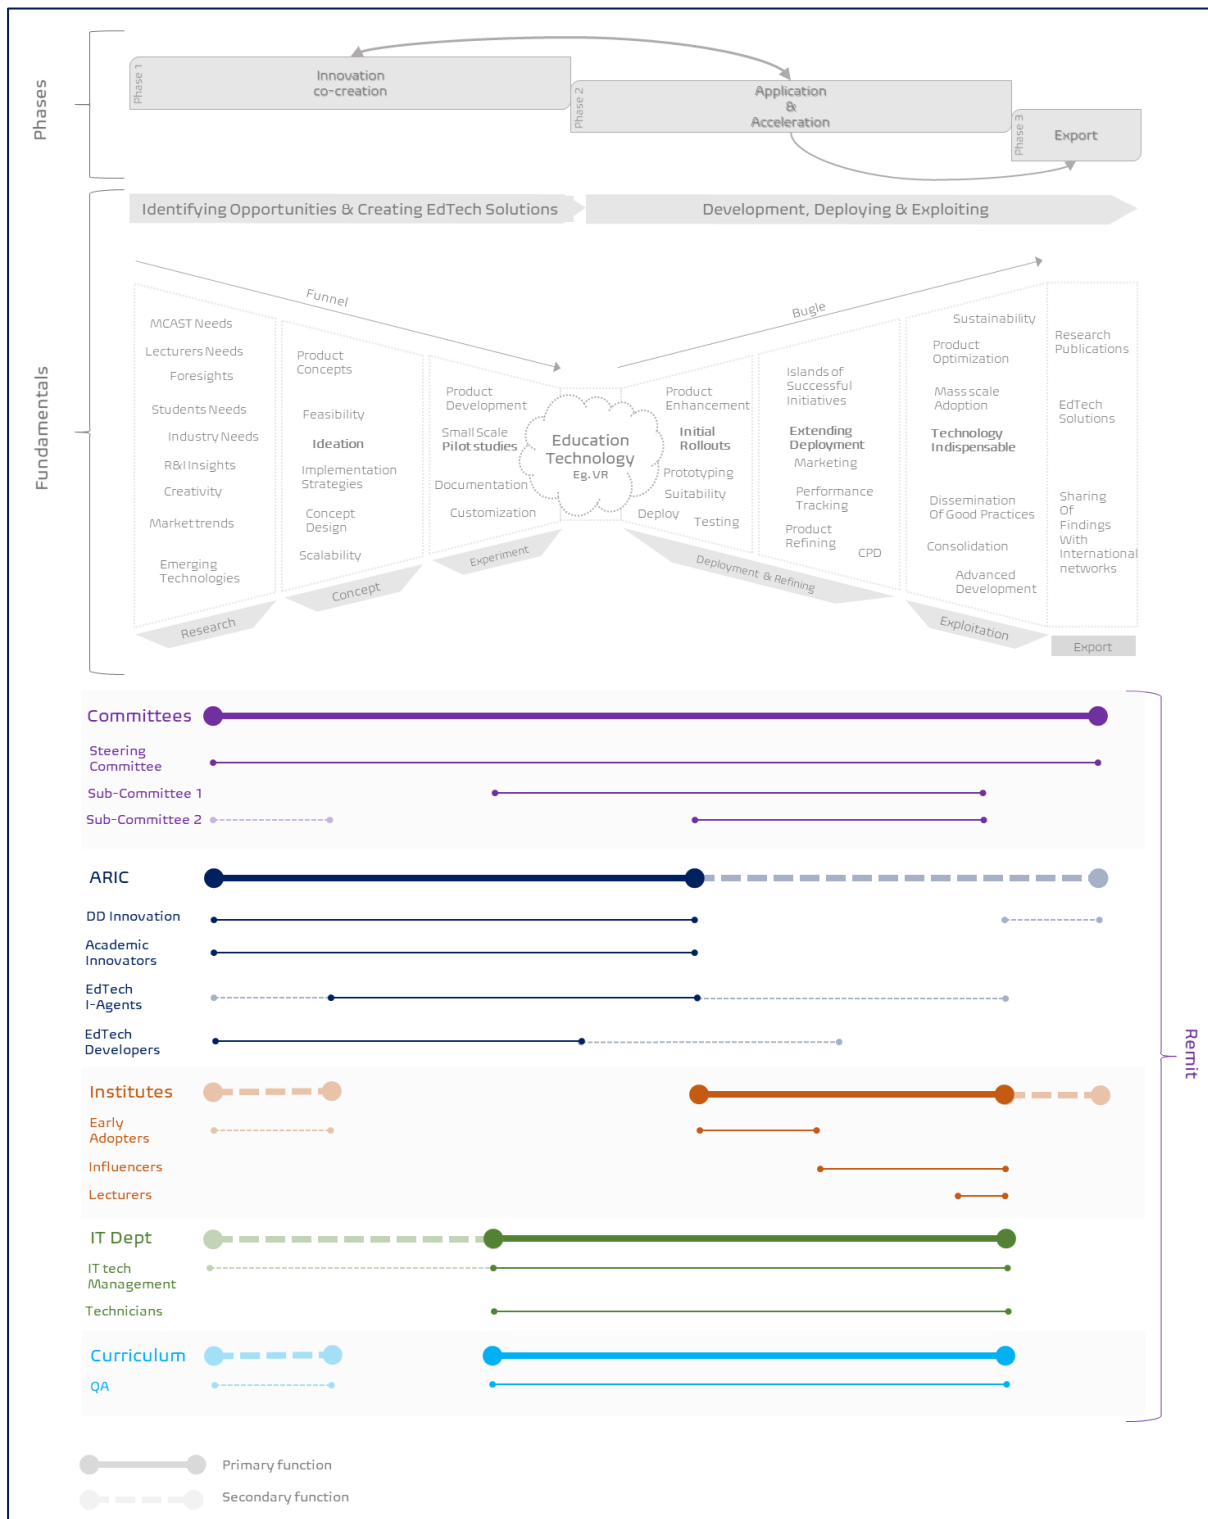 Phases
Phase 1
Innovation
co-creation
Phase 2
Application
&
Acceleration
Phase 3
Export
Fundamentals
Identifying Opportunities & Creating EdTech Solutions
Development, Deploying & Exploiting
Funnel
Bugle
MCAST Needs
Lecturers Needs
Foresights
Students Needs
Industry Needs
R&I Insights
Creativity
Market trends
Emerging
Technologies
Research
Product
Concepts
Feasibility
Ideation
Implementation
Strategies
Concept
Design
Scalability
Concept
Product
Development
Small Scale
Pilot studies
Documentation
Customization
Experiment
Education
Technology
Eg. VR
Product
Enhancement
Initial
Rollouts
Prototyping
Suitability
Deploy
Testing
Islands of
Successful
Initiatives
Extending
Deployment
Marketing
Performance
Tracking
Product
Refining
CPD
Deployment & Refining
Sustainability
Product
Optimization
Mass scale
Adoption
Technology
Indispensable
Dissemination
Of Good Practices
Consolidation
Advanced
Development
Exploitation
Research
Publications
EdTech
Solutions
Sharing
Of
Findings
With
International
networks
Export
Remit
Committees
Steering
Committee
Sub-Committee 1
Sub-Committee 2
ARIC
DD Innovation
Academic
Innovators
EdTech
I-Agents
EdTech
Developers
Institutes
Early
Adopters
Influencers
Lecturers
IT Dept
IT tech
Management
Technicians
Curriculum
QA
Primary function
Secondary function